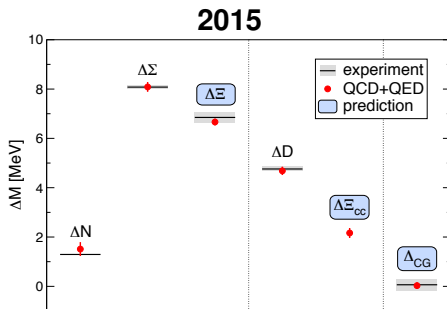 2015
10
8
6
4
2
0
ΔM [MeV]
ΔN
ΔΣ
ΔΞ
ΔD
ΔΞcc
ΔCG
experiment
QCD+QED
prediction